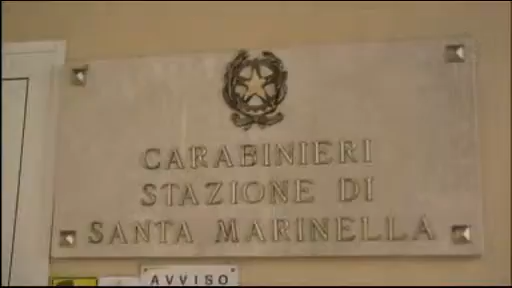 CARABINIERI
STAZIONE DI
SANTA MARINELLA
AVVISO